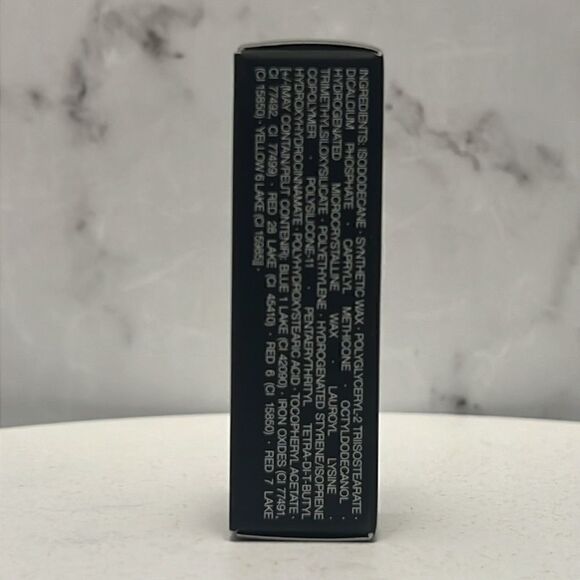 INGREDIENTS: ISODODECANE · SYNTHETIC WAX · POLYGLYCERYL-2 TRIISOSTEARATE ·
DICALCIUM PHOSPHATE · CAPRYLYL METHICONE · OCTYLDODECANOL ·
HYDROGENATED MICROCRYSTALLINE WAX · LAUROYL LYSINE ·
TRIMETHYLSILOXYSILICATE · POLYETHYLENE · HYDROGENATED STYRENE/ISOPRENE
COPOLYMER · POLYSILICONE-11 · PENTAERYTHRITYL TETRA-DI-T-BUTYL
HYDROXYHYDROCINNAMATE · POLYHYDROXYSTEARIC ACID · TOCOPHERYL ACETATE ·
[+/(MAY CONTAIN/PEUT CONTENIR): BLUE 1 LAKE (CI 42090) · IRON OXIDES (CI 77491,
CI 77492, CI 77499) · RED 28 LAKE (CI 45410) · RED 6 (CI 15850) · RED 7 LAKE
(CI 15850) · YELLOW 6 LAKE (CI 15985)] ·